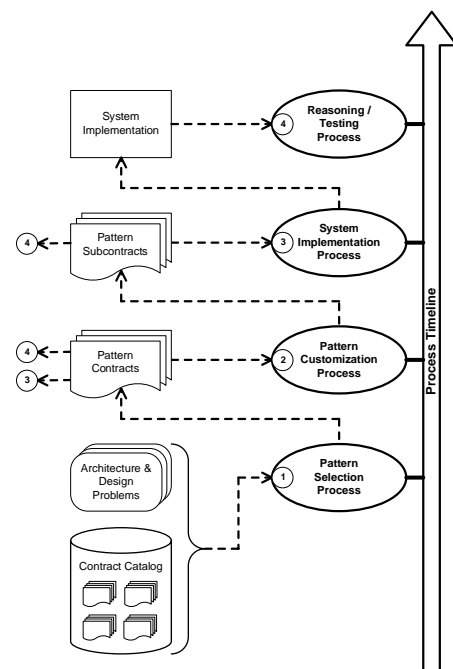 System
Implementation
4
Reasoning /
Testing
Process
4
Pattern
Subcontracts
3
System
Implementation
Process
4
3
Pattern
Contracts
2
Pattern
Customization
Process
Process Timeline
Architecture &
Design
Problems
1
Pattern
Selection
Process
Contract Catalog